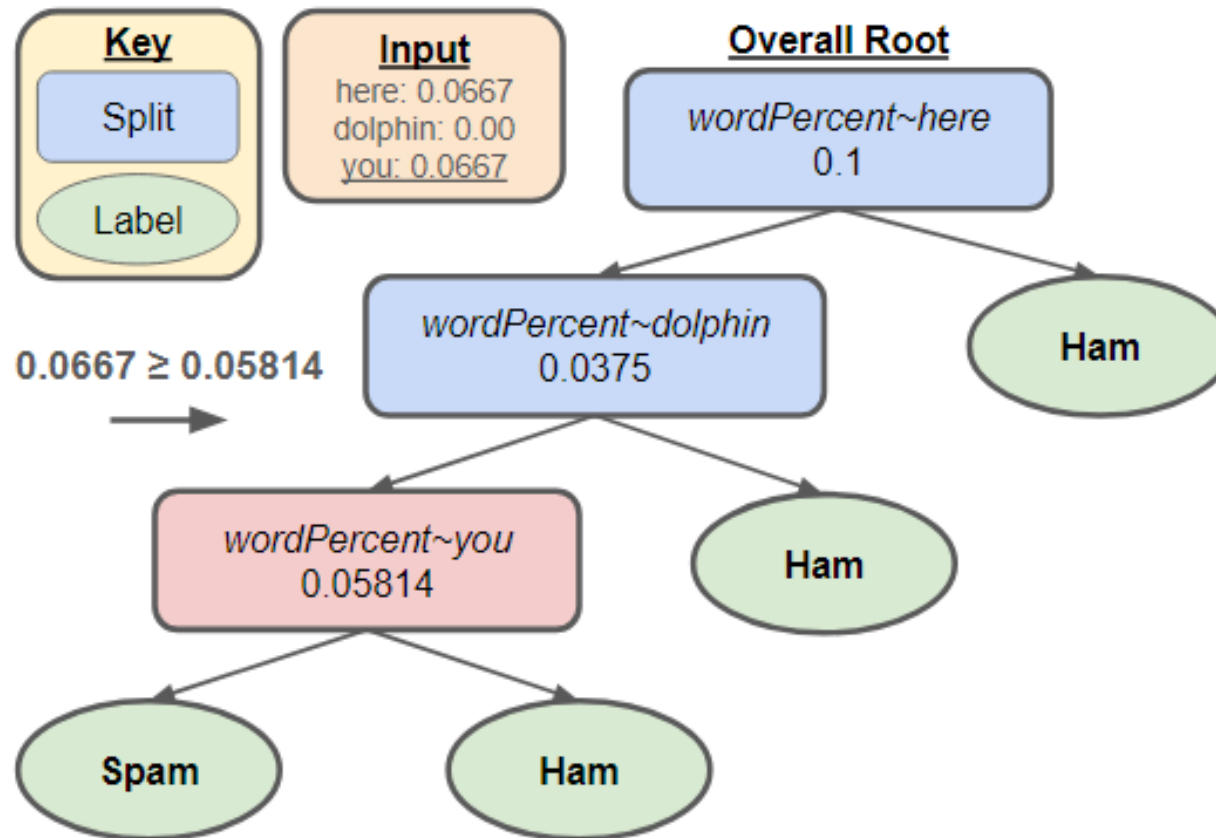 Key
Split
Label
Input
here: 0.0667
dolphin: 0.00
you: 0.0667
Overall Root
wordPercent~here
0.1
wordPercent~dolphin
0.0375
Ham
0.0667 ≥ 0.05814
wordPercent~you
0.05814
Ham
Spam
Ham